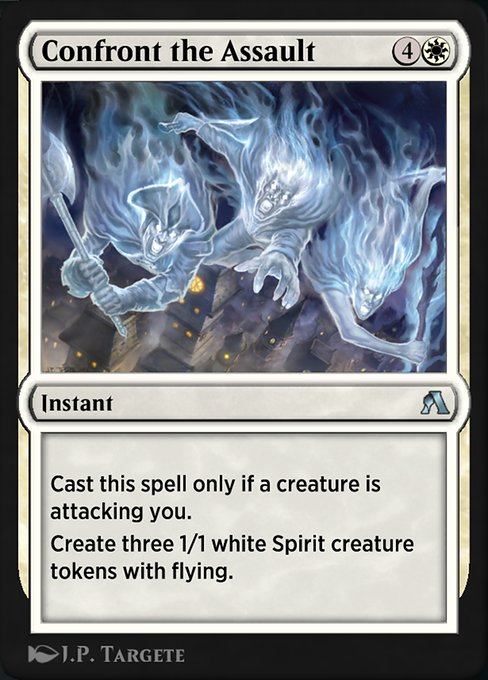 Confront the Assault 4
Instant
Cast this spell only if a creature is
attacking you.
Create three 1/1 white Spirit creature
tokens with flying.
J.P. Targete